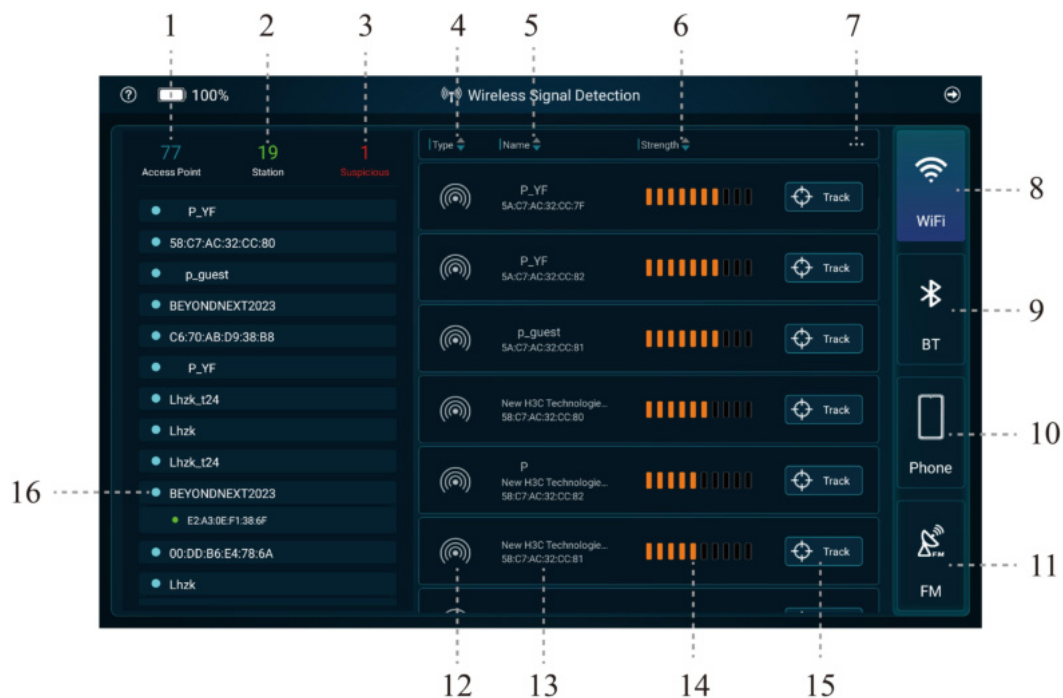 1 2 3 4 5 6 7
100% Wireless Signal Detection
77 19 1
Access Point Station Suspicious
Type Name Strength
P_YF
58:C7:AC:32:CC:80
p_guest
BEYONDNEXT2023
C6:70:AB:D9:38:B8
P_YF
Lhzk_t24
Lhzk
Lhzk_t24
16 BEYONDNEXT2023
E2:A3:0E:F1:38:6F
00:DD:B6:E4:78:6A
Lhzk
P_YF
5A:C7:AC:32:CC:7F
Track
P_YF
5A:C7:AC:32:CC:82
Track
p_guest
5A:C7:AC:32:CC:81
Track
New H3C Technologie...
58:C7:AC:32:CC:80
Track
P
New H3C Technologie...
58:C7:AC:32:CC:82
Track
New H3C Technologie...
58:C7:AC:32:CC:81
Track
WiFi 8
BT 9
Phone 10
FM
FM 11
12 13 14 15